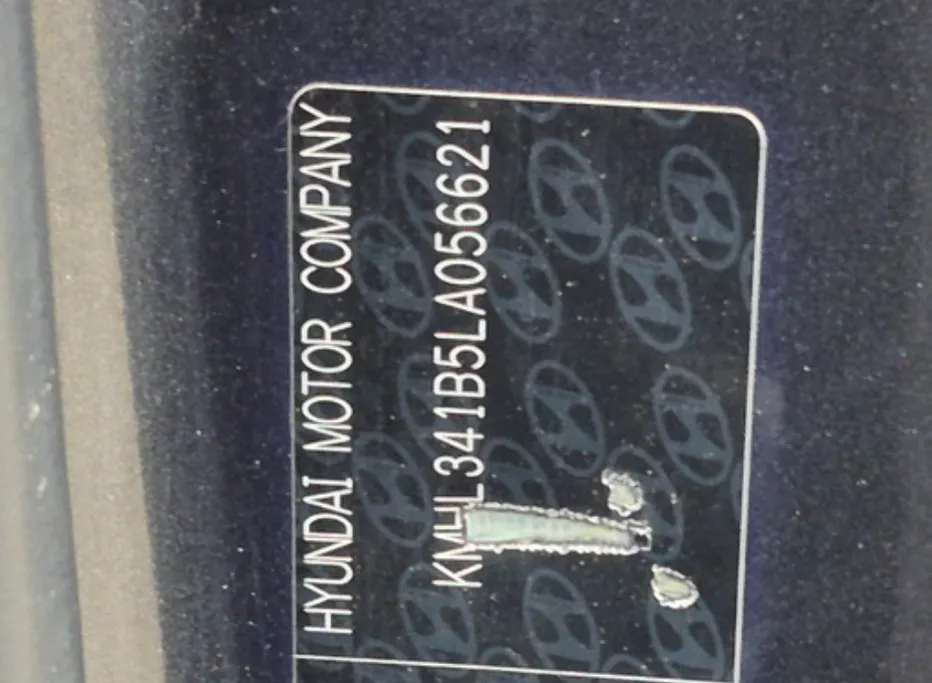 HYUNDAI MOTOR COMPANY
KMHL341B5LA056621